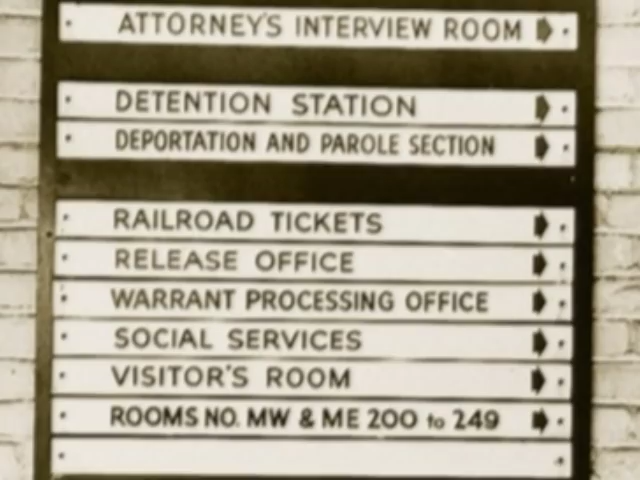 ATTORNEY'S INTERVIEW ROOM
DETENTION STATION
DEPORTATION AND PAROLE SECTION
RAILROAD TICKETS
RELEASE OFFICE
WARRANT PROCESSING OFFICE
SOCIAL SERVICES
VISITOR'S ROOM
ROOMS NO. MW & ME 200 to 249